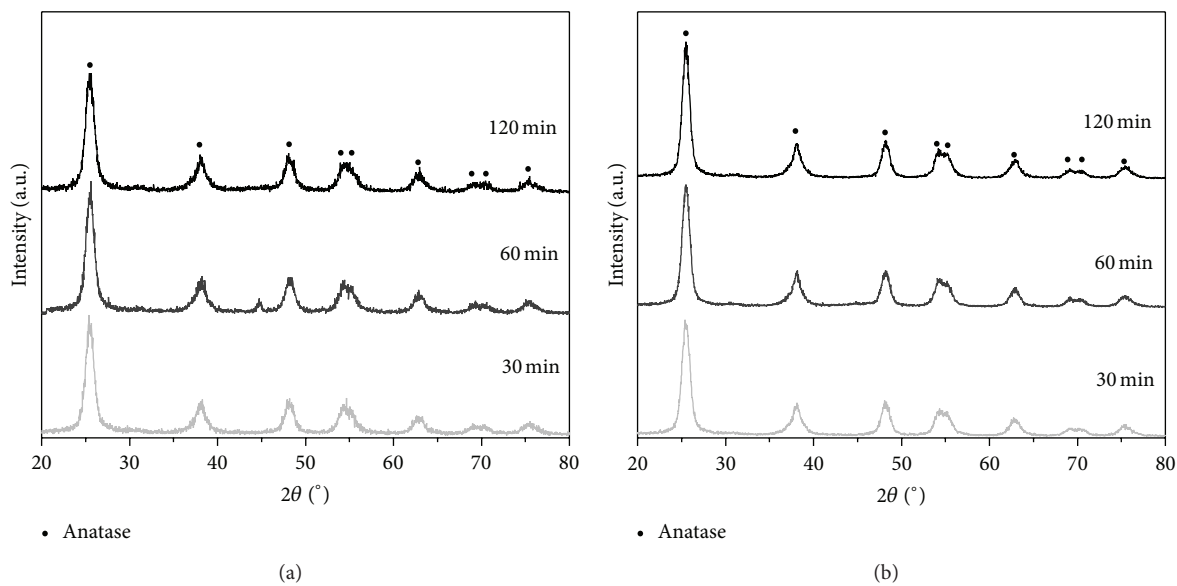 120 min
60 min
30 min
Intensity (a.u.)
20 30 40 50 60 70 80
2θ (°)
• Anatase
(a)
120 min
60 min
30 min
Intensity (a.u.)
20 30 40 50 60 70 80
2θ (°)
• Anatase
(b)